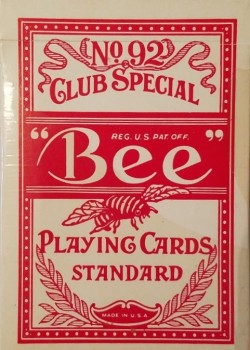 No 92
CLUB SPECIAL
REG. U.S. PAT. OFF.
"Bee"
PLAYING CARDS
STANDARD
MADE IN U.S.A.